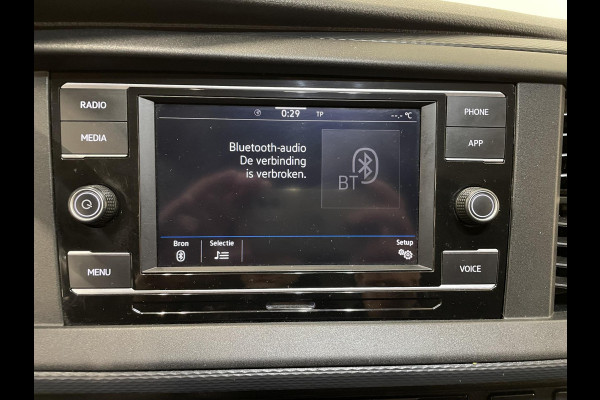 RADIO
MEDIA
MENU
PHONE
APP
VOICE
0:29 TP --,- °C
Bluetooth-audio
De verbinding
is verbroken.
BT
Bron Selectie Setup